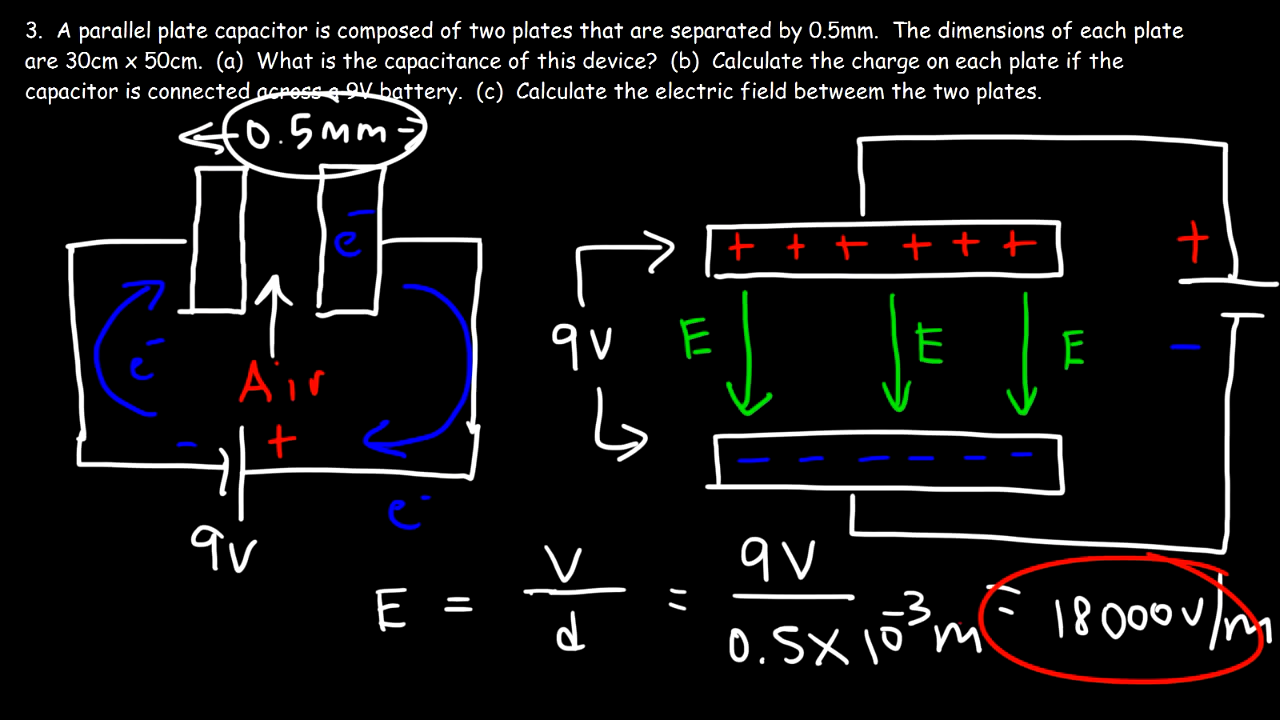 3. A parallel plate capacitor is composed of two plates that are separated by 0.5mm. The dimensions of each plate
are 30cm x 50cm. (a) What is the capacitance of this device? (b) Calculate the charge on each plate if the
capacitor is connected across a 9V battery. (c) Calculate the electric field betweem the two plates.
0.5mm
e⁻
e⁻
Air
- +
e⁻
9V
9V
+ + + + + +
+
E E E
-
- - - - - -
E = V/d = 9V / 0.5×10⁻³m = 18000V/m